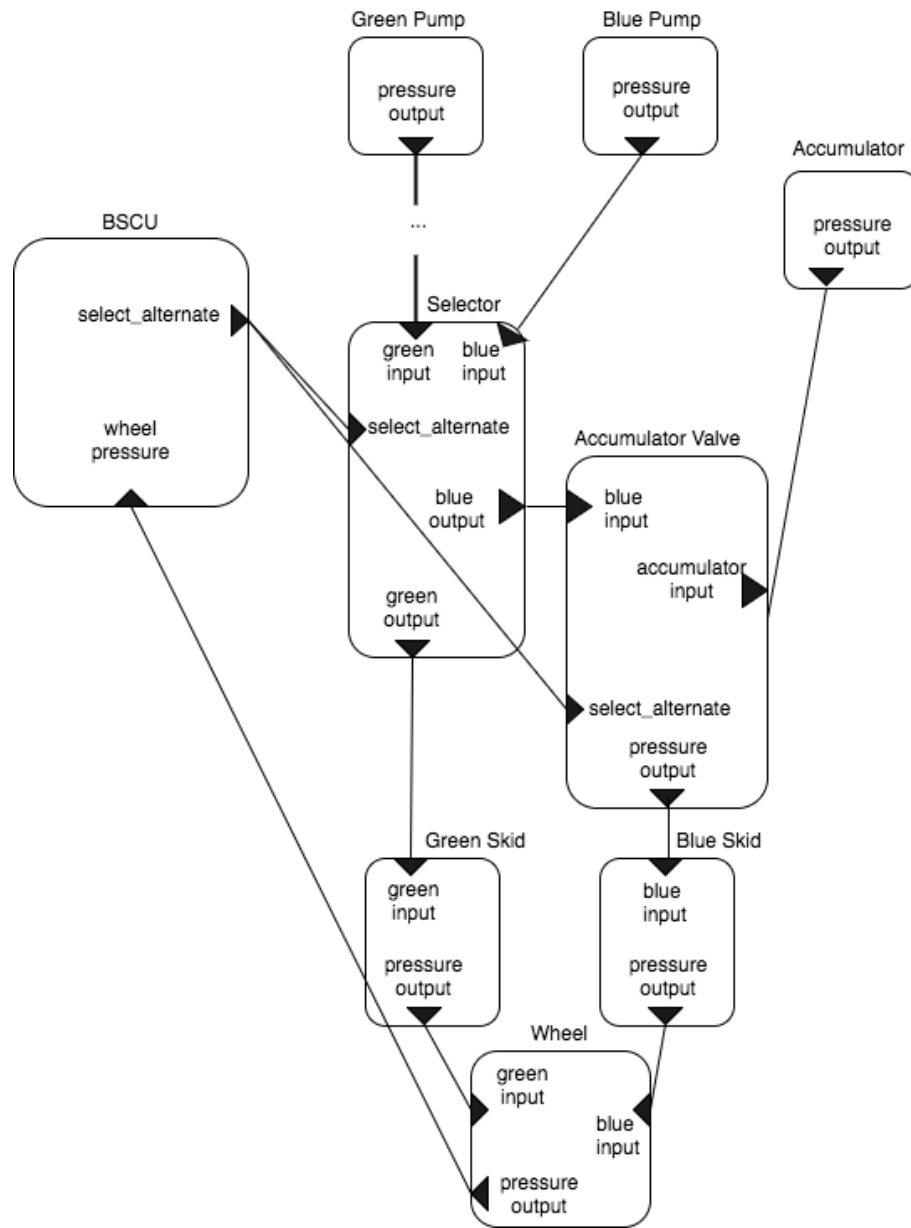 Green Pump
Blue Pump
pressure
output
pressure
output
Accumulator
pressure
output
BSCU
select_alternate
wheel
pressure
...
Selector
green
input
blue
input
select_alternate
blue
output
green
output
Accumulator Valve
blue
input
accumulator
input
select_alternate
pressure
output
Green Skid
green
input
pressure
output
Blue Skid
blue
input
pressure
output
Wheel
green
input
blue
input
pressure
output